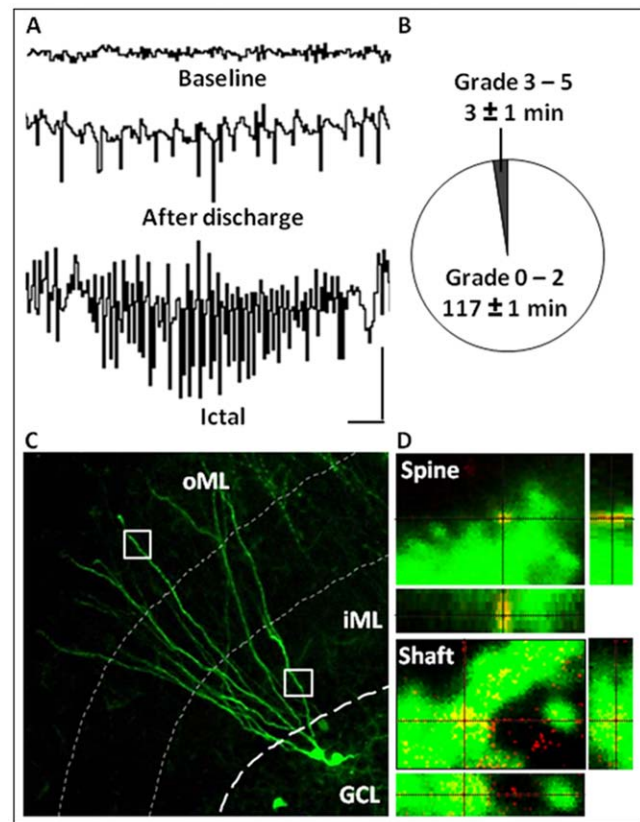 A
Baseline
After discharge
Ictal
B
Grade 3 – 5
3 ± 1 min
Grade 0 – 2
117 ± 1 min
C
oML
iML
GCL
D
Spine
Shaft